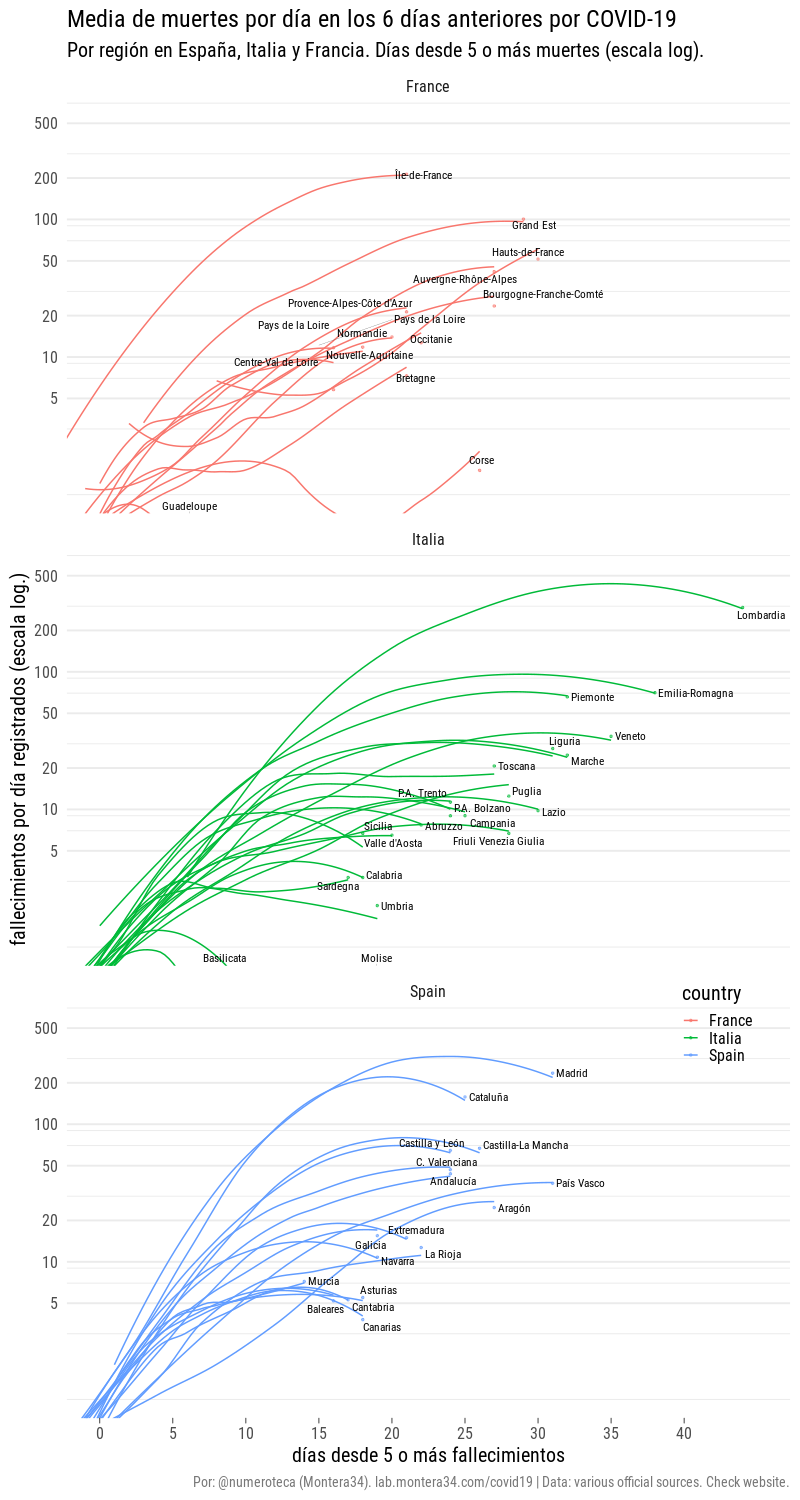 Media de muertes por día en los 6 días anteriores por COVID-19
Por región en España, Italia y Francia. Días desde 5 o más muertes (escala log).
fallecimientos por día registrados (escala log.)
France
500
200
100
50
20
10
5
Île-de-France
Grand Est
Hauts-de-France
Auvergne-Rhône-Alpes
Bourgogne-Franche-Comté
Provence-Alpes-Côte d'Azur
Pays de la Loire
Pays de la Loire
Normandie
Occitanie
Nouvelle-Aquitaine
Centre-Val de Loire
Bretagne
Corse
Guadeloupe
Italia
500
200
100
50
20
10
5
Lombardia
Emilia-Romagna
Piemonte
Veneto
Liguria
Marche
Toscana
Puglia
P.A. Trento
P.A. Bolzano
Lazio
Sicilia
Abruzzo
Campania
Valle d'Aosta
Friuli Venezia Giulia
Calabria
Sardegna
Umbria
Basilicata
Molise
Spain
country
France
Italia
Spain
500
200
100
50
20
10
5
Madrid
Cataluña
Castilla y León
Castilla-La Mancha
C. Valenciana
Andalucía
País Vasco
Aragón
Extremadura
Galicia
La Rioja
Navarra
Murcia
Asturias
Baleares
Cantabria
Canarias
0 5 10 15 20 25 30 35 40
días desde 5 o más fallecimientos
Por: @numeroteca (Montera34). lab.montera34.com/covid19 | Data: various official sources. Check website.